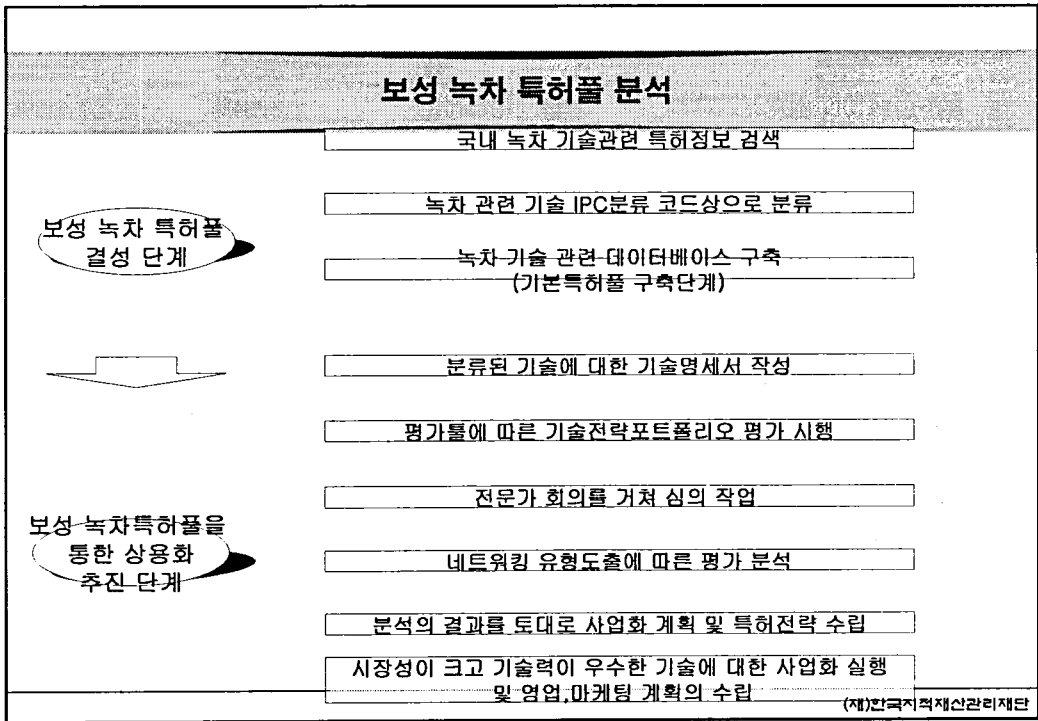 보성 녹차 특허풀 분석
국내 녹차 기술관련 특허정보 검색
녹차 관련 기술 IPC분류 코드상으로 분류
보성 녹차 특허풀
결성 단계
녹차 기술 관련 데이터베이스 구축
(기본특허풀 구축단계)
분류된 기술에 대한 기술명세서 작성
평가툴에 따른 기술전략포트폴리오 평가 시행
전문가 회의를 거쳐 심의 작업
보성 녹차특허풀을
통한 상용화
추진 단계
네트워킹 유형도출에 따른 평가 분석
분석의 결과를 토대로 사업화 계획 및 특허전략 수립
시장성이 크고 기술력이 우수한 기술에 대한 사업화 실행
및 영업,마케팅 계획의 수립
(재)한국지적재산관리재단